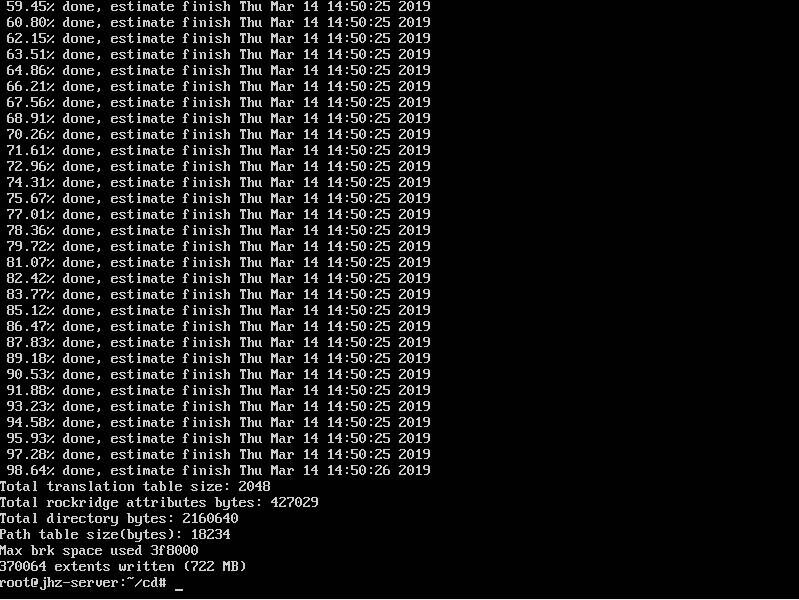 59.45% done, estimate finish Thu Mar 14 14:50:25 2019
60.80% done, estimate finish Thu Mar 14 14:50:25 2019
62.15% done, estimate finish Thu Mar 14 14:50:25 2019
63.51% done, estimate finish Thu Mar 14 14:50:25 2019
64.86% done, estimate finish Thu Mar 14 14:50:25 2019
66.21% done, estimate finish Thu Mar 14 14:50:25 2019
67.56% done, estimate finish Thu Mar 14 14:50:25 2019
68.91% done, estimate finish Thu Mar 14 14:50:25 2019
70.26% done, estimate finish Thu Mar 14 14:50:25 2019
71.61% done, estimate finish Thu Mar 14 14:50:25 2019
72.96% done, estimate finish Thu Mar 14 14:50:25 2019
74.31% done, estimate finish Thu Mar 14 14:50:25 2019
75.67% done, estimate finish Thu Mar 14 14:50:25 2019
77.01% done, estimate finish Thu Mar 14 14:50:25 2019
78.36% done, estimate finish Thu Mar 14 14:50:25 2019
79.72% done, estimate finish Thu Mar 14 14:50:25 2019
81.07% done, estimate finish Thu Mar 14 14:50:25 2019
82.42% done, estimate finish Thu Mar 14 14:50:25 2019
83.77% done, estimate finish Thu Mar 14 14:50:25 2019
85.12% done, estimate finish Thu Mar 14 14:50:25 2019
86.47% done, estimate finish Thu Mar 14 14:50:25 2019
87.83% done, estimate finish Thu Mar 14 14:50:25 2019
89.18% done, estimate finish Thu Mar 14 14:50:25 2019
90.53% done, estimate finish Thu Mar 14 14:50:25 2019
91.88% done, estimate finish Thu Mar 14 14:50:25 2019
93.23% done, estimate finish Thu Mar 14 14:50:25 2019
94.58% done, estimate finish Thu Mar 14 14:50:25 2019
95.93% done, estimate finish Thu Mar 14 14:50:25 2019
97.28% done, estimate finish Thu Mar 14 14:50:25 2019
98.64% done, estimate finish Thu Mar 14 14:50:26 2019
Total translation table size: 2048
Total rockridge attributes bytes: 427029
Total directory bytes: 2160640
Path table size(bytes): 18234
Max brk space used 3f8000
370064 extents written (722 MB)
root@jhz-server:~/cd# _